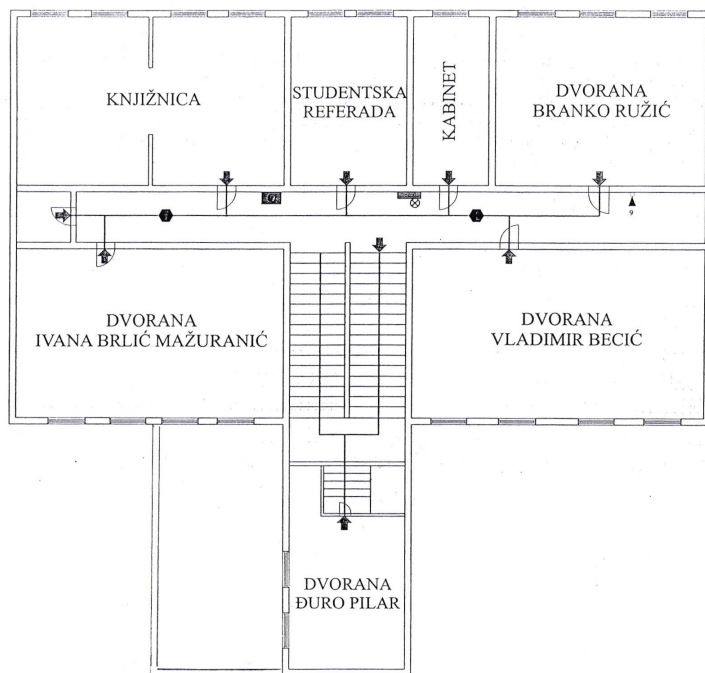 KNJIŽNICA
STUDENTSKA
REFERADA
KABINET
DVORANA
BRANKO RUŽIĆ
9
DVORANA
IVANA BRLIĆ MAŽURANIĆ
DVORANA
VLADIMIR BECIĆ
DVORANA
ĐURO PILAR